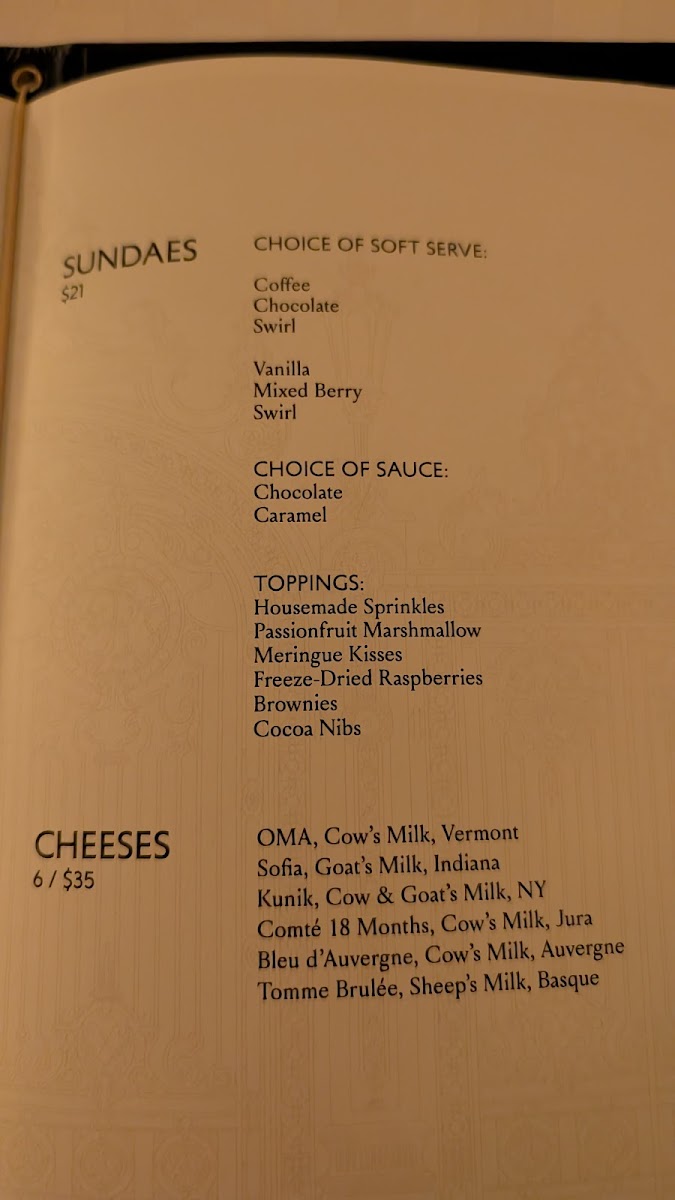 SUNDAES
$21
CHOICE OF SOFT SERVE:
Coffee
Chocolate
Swirl
Vanilla
Mixed Berry
Swirl
CHOICE OF SAUCE:
Chocolate
Caramel
TOPPINGS:
Housemade Sprinkles
Passionfruit Marshmallow
Meringue Kisses
Freeze-Dried Raspberries
Brownies
Cocoa Nibs
CHEESES
6 / $35
OMA, Cow's Milk, Vermont
Sofia, Goat's Milk, Indiana
Kunik, Cow & Goat's Milk, NY
Comté 18 Months, Cow's Milk, Jura
Bleu d'Auvergne, Cow's Milk, Auvergne
Tomme Brulée, Sheep's Milk, Basque